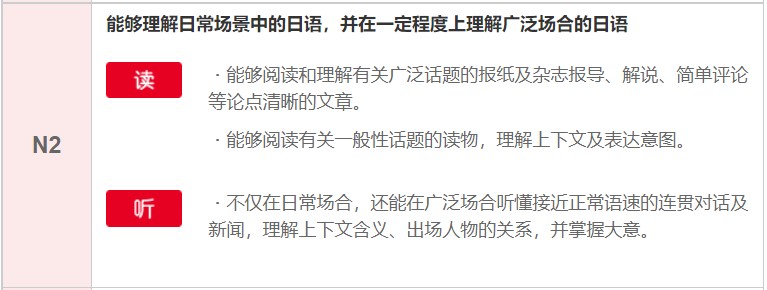 能够理解日常场景中的日语，并在一定程度上理解广泛场合的日语
N2
读
・能够阅读和理解有关广泛话题的报纸及杂志报导、解说、简单评论
等论点清晰的文章。
・能够阅读有关一般性话题的读物，理解上下文及表达意图。
听
・不仅在日常场合，还能在广泛场合听懂接近正常语速的连贯对话及
新闻，理解上下文含义、出场人物的关系，并掌握大意。